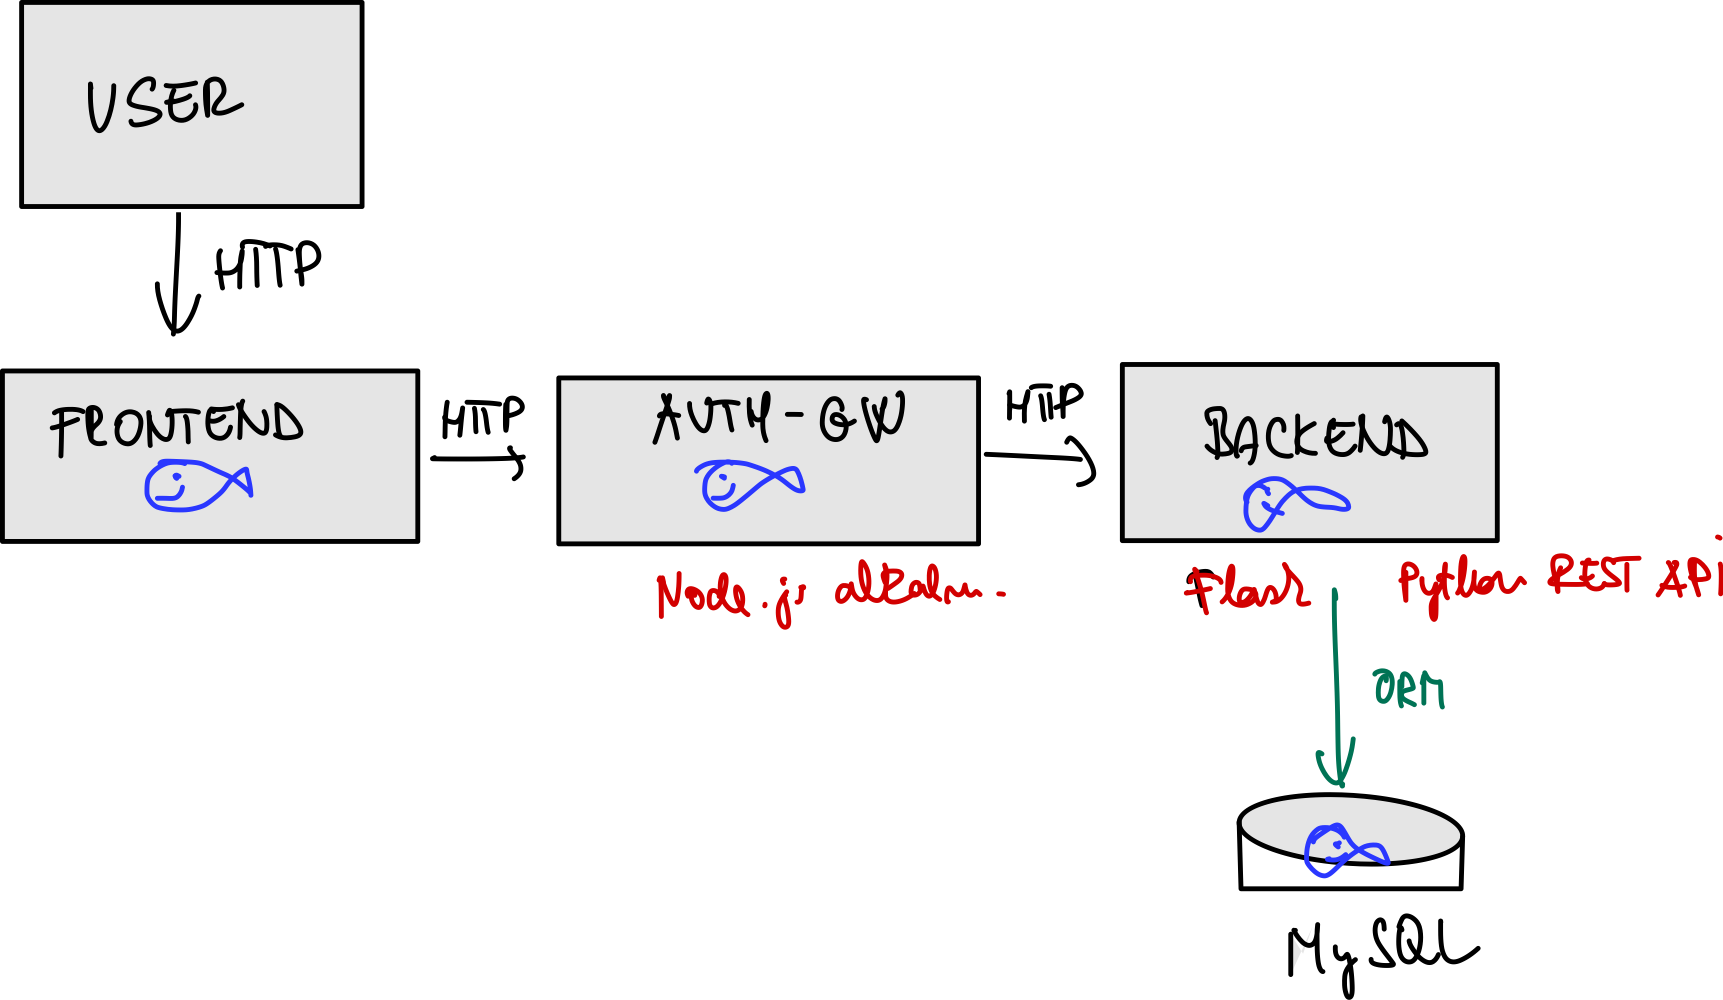 USER
HTTP
FRONTEND
HTTP
AUTH-GW
HTTP
BACKEND
Node.js alkalm.
Flask
Python REST API
ORM
MySQL